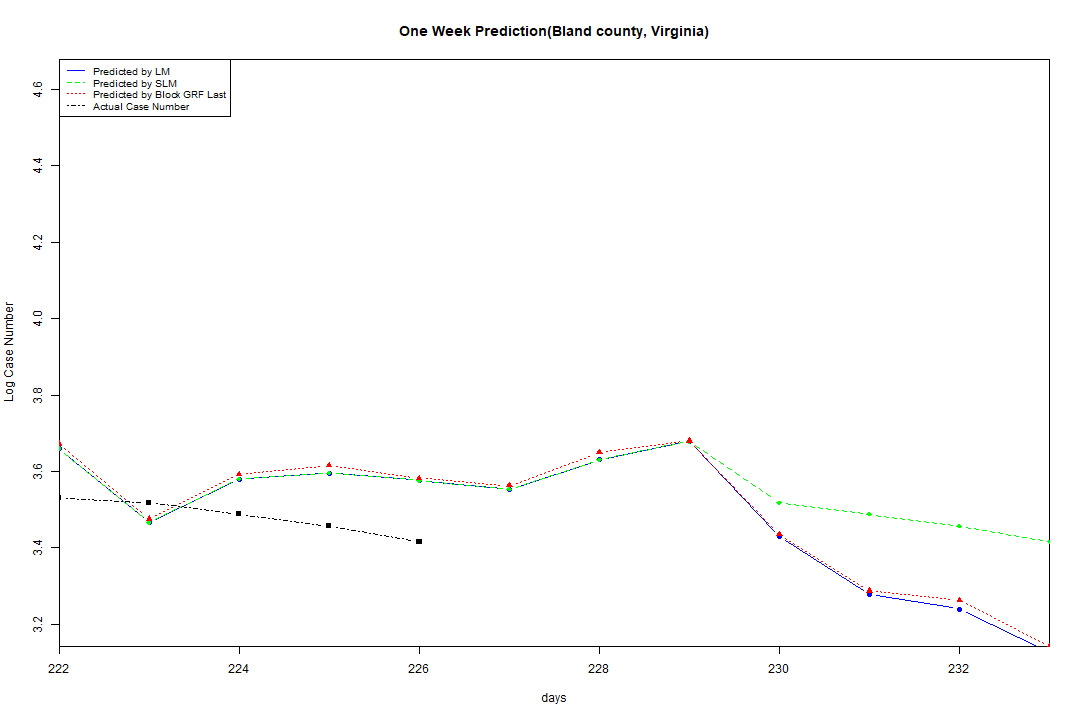 One Week Prediction(Bland county, Virginia)
Predicted by LM
Predicted by SLM
Predicted by Block GRF Last
Actual Case Number
Log Case Number
4.6
4.4
4.2
4.0
3.8
3.6
3.4
3.2
222 224 226 228 230 232
days